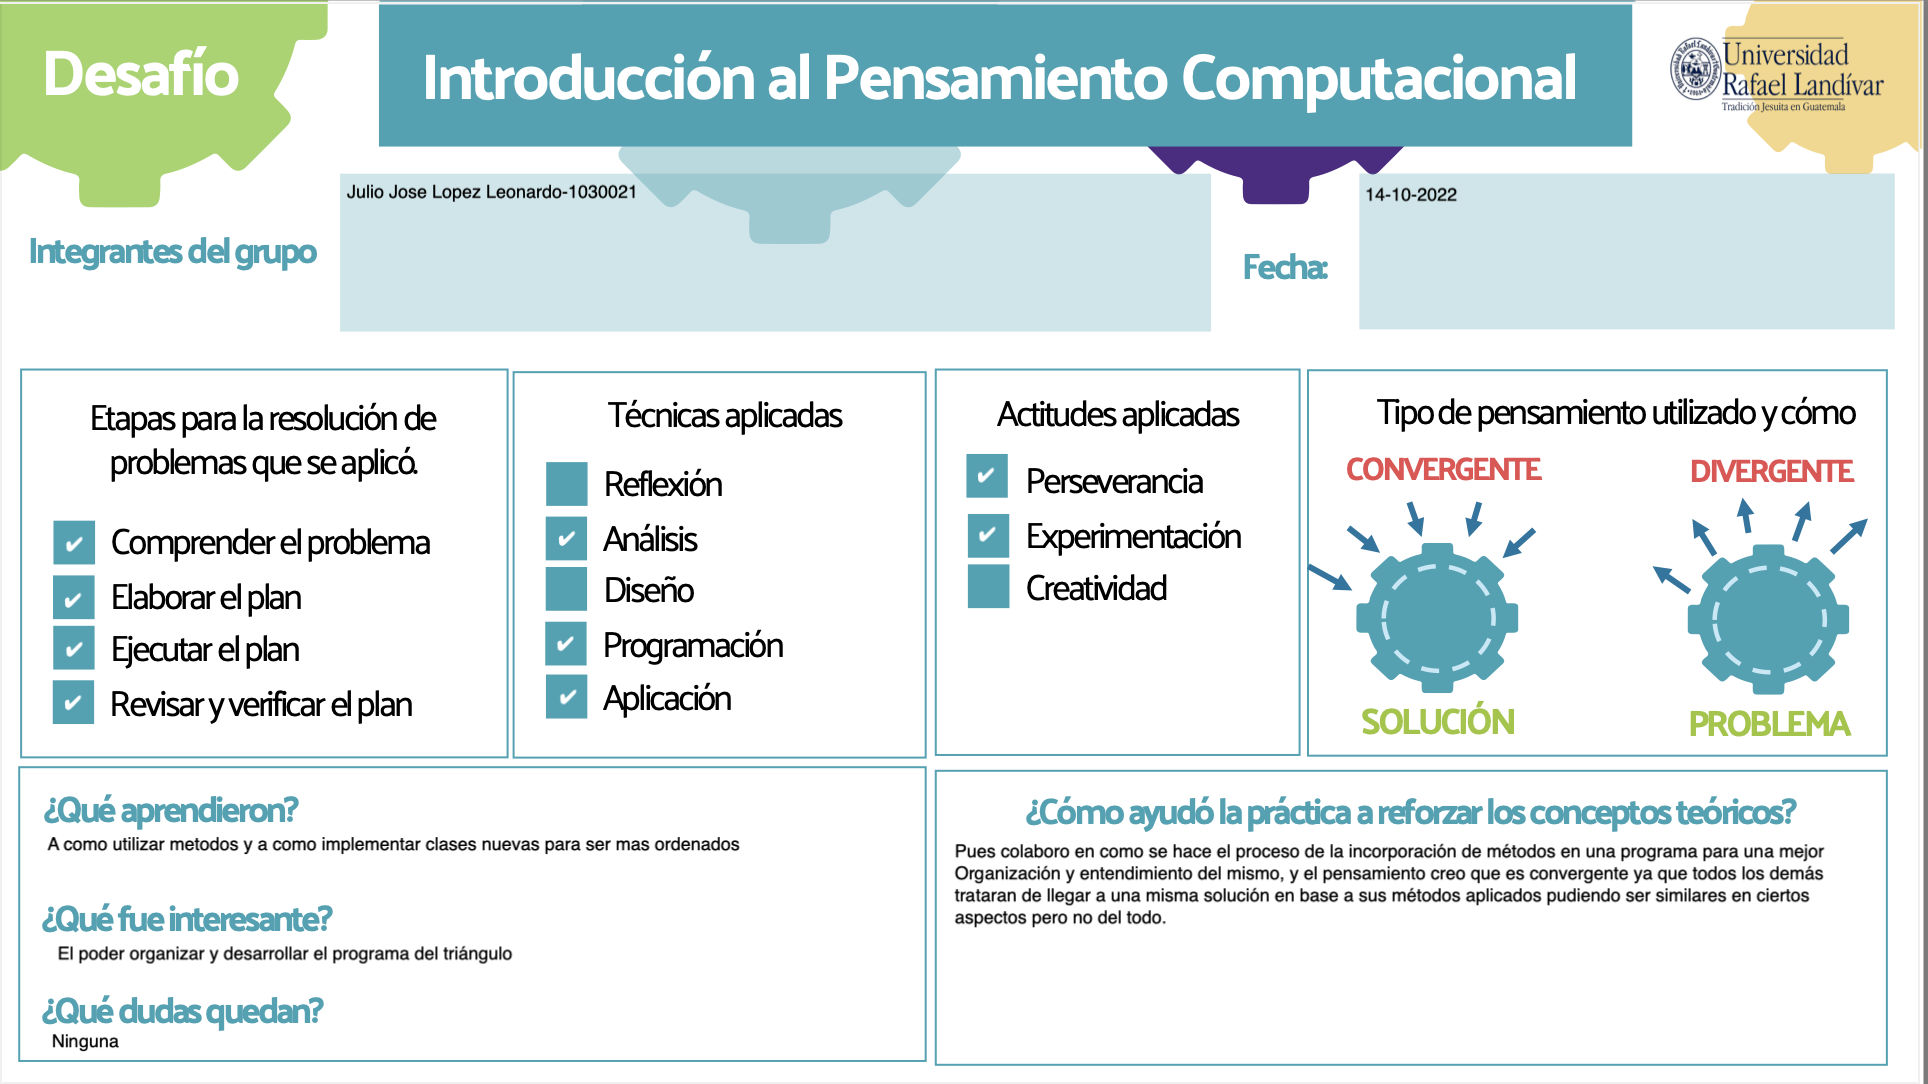 Desafío
Introducción al Pensamiento Computacional
Universidad
Rafael Landívar
Tradición Jesuita en Guatemala
Julio Jose Lopez Leonardo-1030021
14-10-2022
Integrantes del grupo
Fecha:
Etapas para la resolución de
problemas que se aplicó.
✔ Comprender el problema
✔ Elaborar el plan
✔ Ejecutar el plan
✔ Revisar y verificar el plan
Técnicas aplicadas
Reflexión
✔ Análisis
Diseño
✔ Programación
✔ Aplicación
Actitudes aplicadas
✔ Perseverancia
✔ Experimentación
Creatividad
Tipo de pensamiento utilizado y cómo
CONVERGENTE
DIVERGENTE
SOLUCIÓN
PROBLEMA
¿Qué aprendieron?
A como utilizar metodos y a como implementar clases nuevas para ser mas ordenados
¿Qué fue interesante?
El poder organizar y desarrollar el programa del triángulo
¿Qué dudas quedan?
Ninguna
¿Cómo ayudó la práctica a reforzar los conceptos teóricos?
Pues colaboro en como se hace el proceso de la incorporación de métodos en una programa para una mejor
Organización y entendimiento del mismo, y el pensamiento creo que es convergente ya que todos los demás
trataran de llegar a una misma solución en base a sus métodos aplicados pudiendo ser similares en ciertos
aspectos pero no del todo.